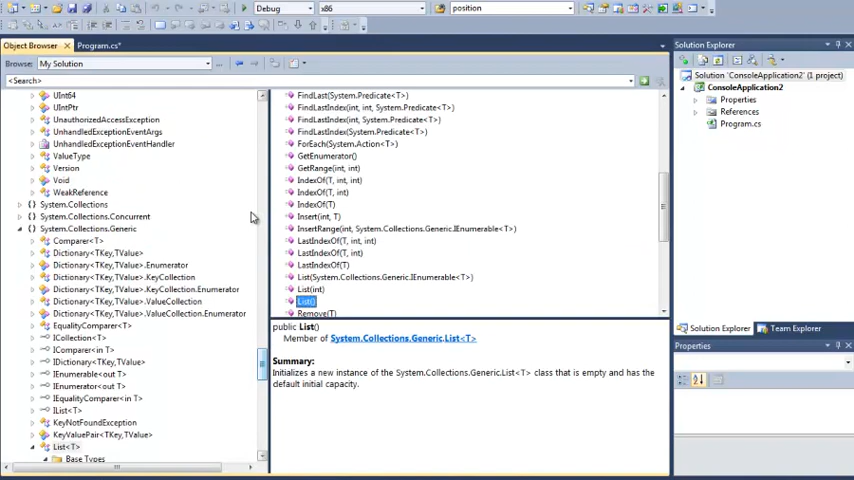 Debug
x86
position
Object Browser
Program.cs*
Browse: My Solution
...
<Search>
UInt64
UIntPtr
UnauthorizedAccessException
UnhandledExceptionEventArgs
UnhandledExceptionEventHandler
ValueType
Version
Void
WeakReference
System.Collections
System.Collections.Concurrent
System.Collections.Generic
Comparer<T>
Dictionary<TKey,TValue>
Dictionary<TKey,TValue>.Enumerator
Dictionary<TKey,TValue>.KeyCollection
Dictionary<TKey,TValue>.KeyCollection.Enumerator
Dictionary<TKey,TValue>.ValueCollection
Dictionary<TKey,TValue>.ValueCollection.Enumerator
EqualityComparer<T>
ICollection<T>
IComparer<in T>
IDictionary<TKey,TValue>
IEnumerable<out T>
IEnumerator<out T>
IEqualityComparer<in T>
IList<T>
KeyNotFoundException
KeyValuePair<TKey,TValue>
List<T>
Base Types
FindLast(System.Predicate<T>)
FindLastIndex(int, int, System.Predicate<T>)
FindLastIndex(int, System.Predicate<T>)
FindLastIndex(System.Predicate<T>)
ForEach(System.Action<T>)
GetEnumerator()
GetRange(int, int)
IndexOf(T, int, int)
IndexOf(T, int)
IndexOf(T)
Insert(int, T)
InsertRange(int, System.Collections.Generic.IEnumerable<T>)
LastIndexOf(T, int, int)
LastIndexOf(T, int)
LastIndexOf(T)
List(System.Collections.Generic.IEnumerable<T>)
List(int)
List()
Remove(T)
public List()
Member of System.Collections.Generic.List<T>
Summary:
Initializes a new instance of the System.Collections.Generic.List<T> class that is empty and has the
default initial capacity.
Solution Explorer
Solution 'ConsoleApplication2' (1 project)
ConsoleApplication2
Properties
References
Program.cs
Solution Explorer
Team Explorer
Properties